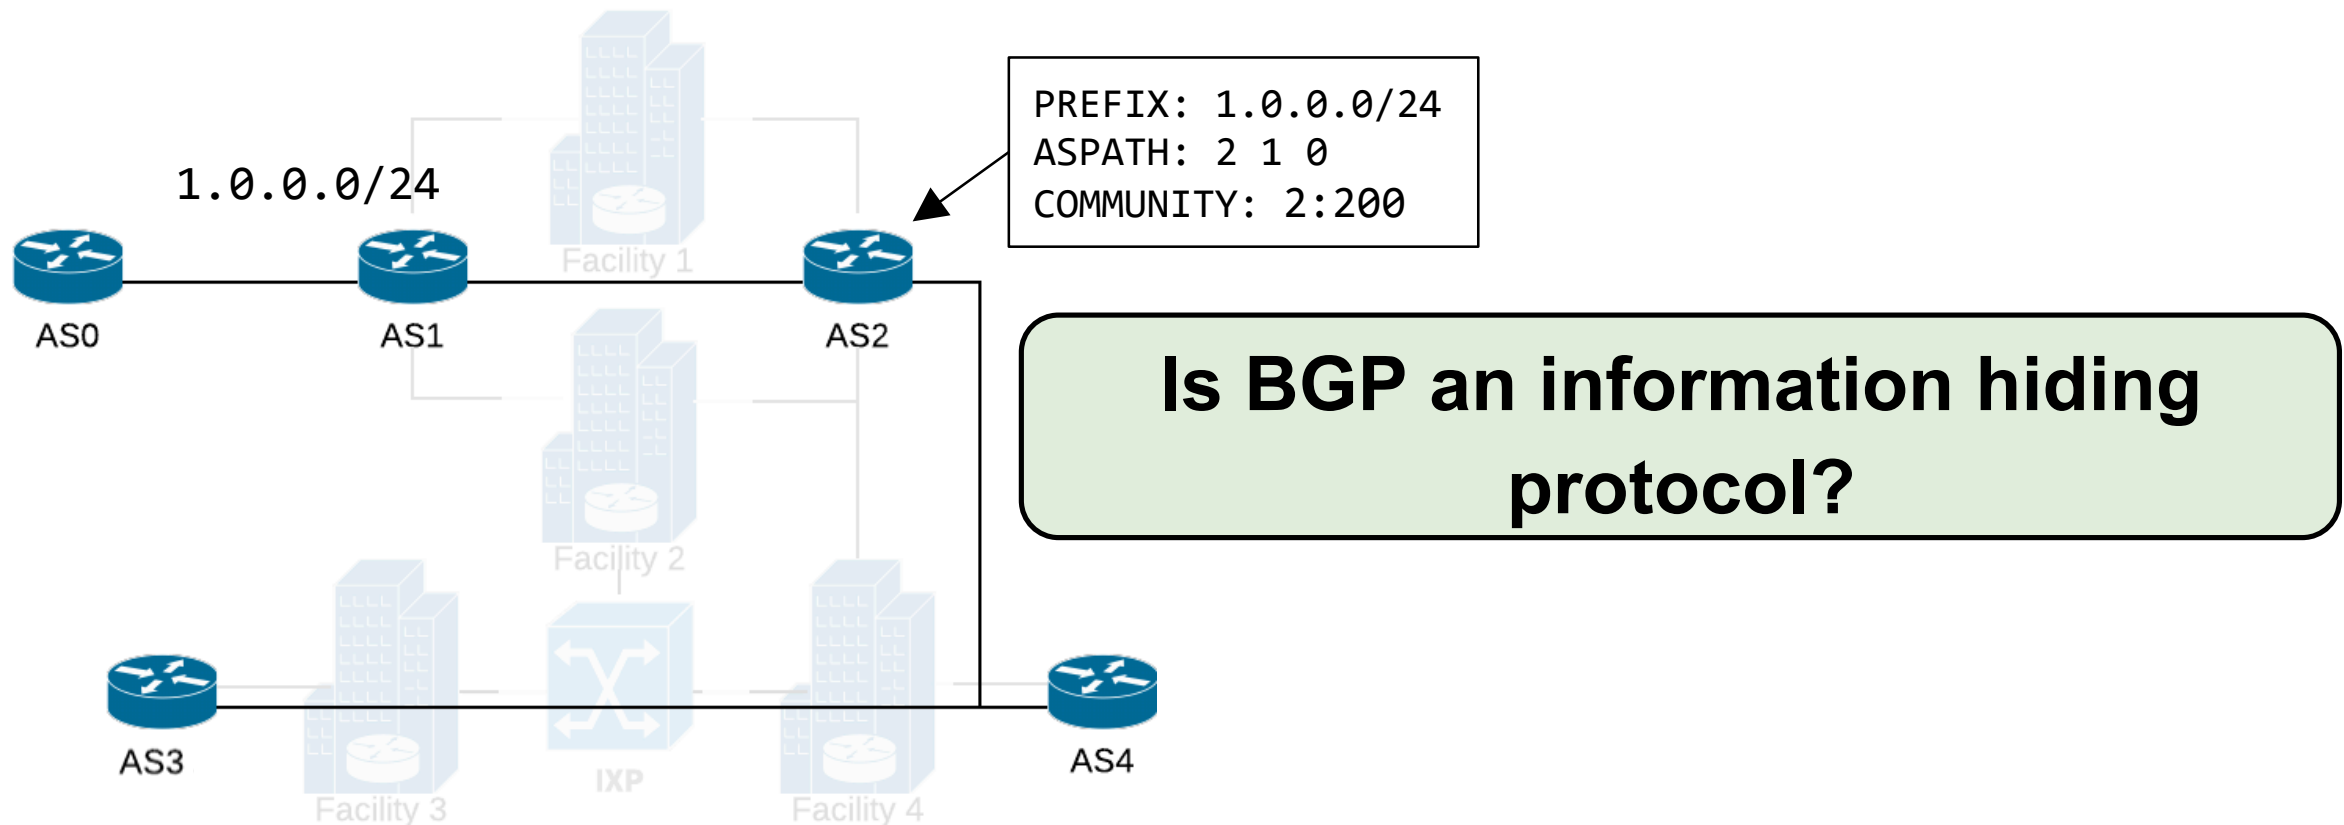 PREFIX: 1.0.0.0/24
ASPATH: 2 1 0
COMMUNITY: 2:200
1.0.0.0/24
Facility 1
AS0
AS1
AS2
Is BGP an information hiding
protocol?
Facility 2
AS3
IXP
AS4
Facility 3
Facility 4